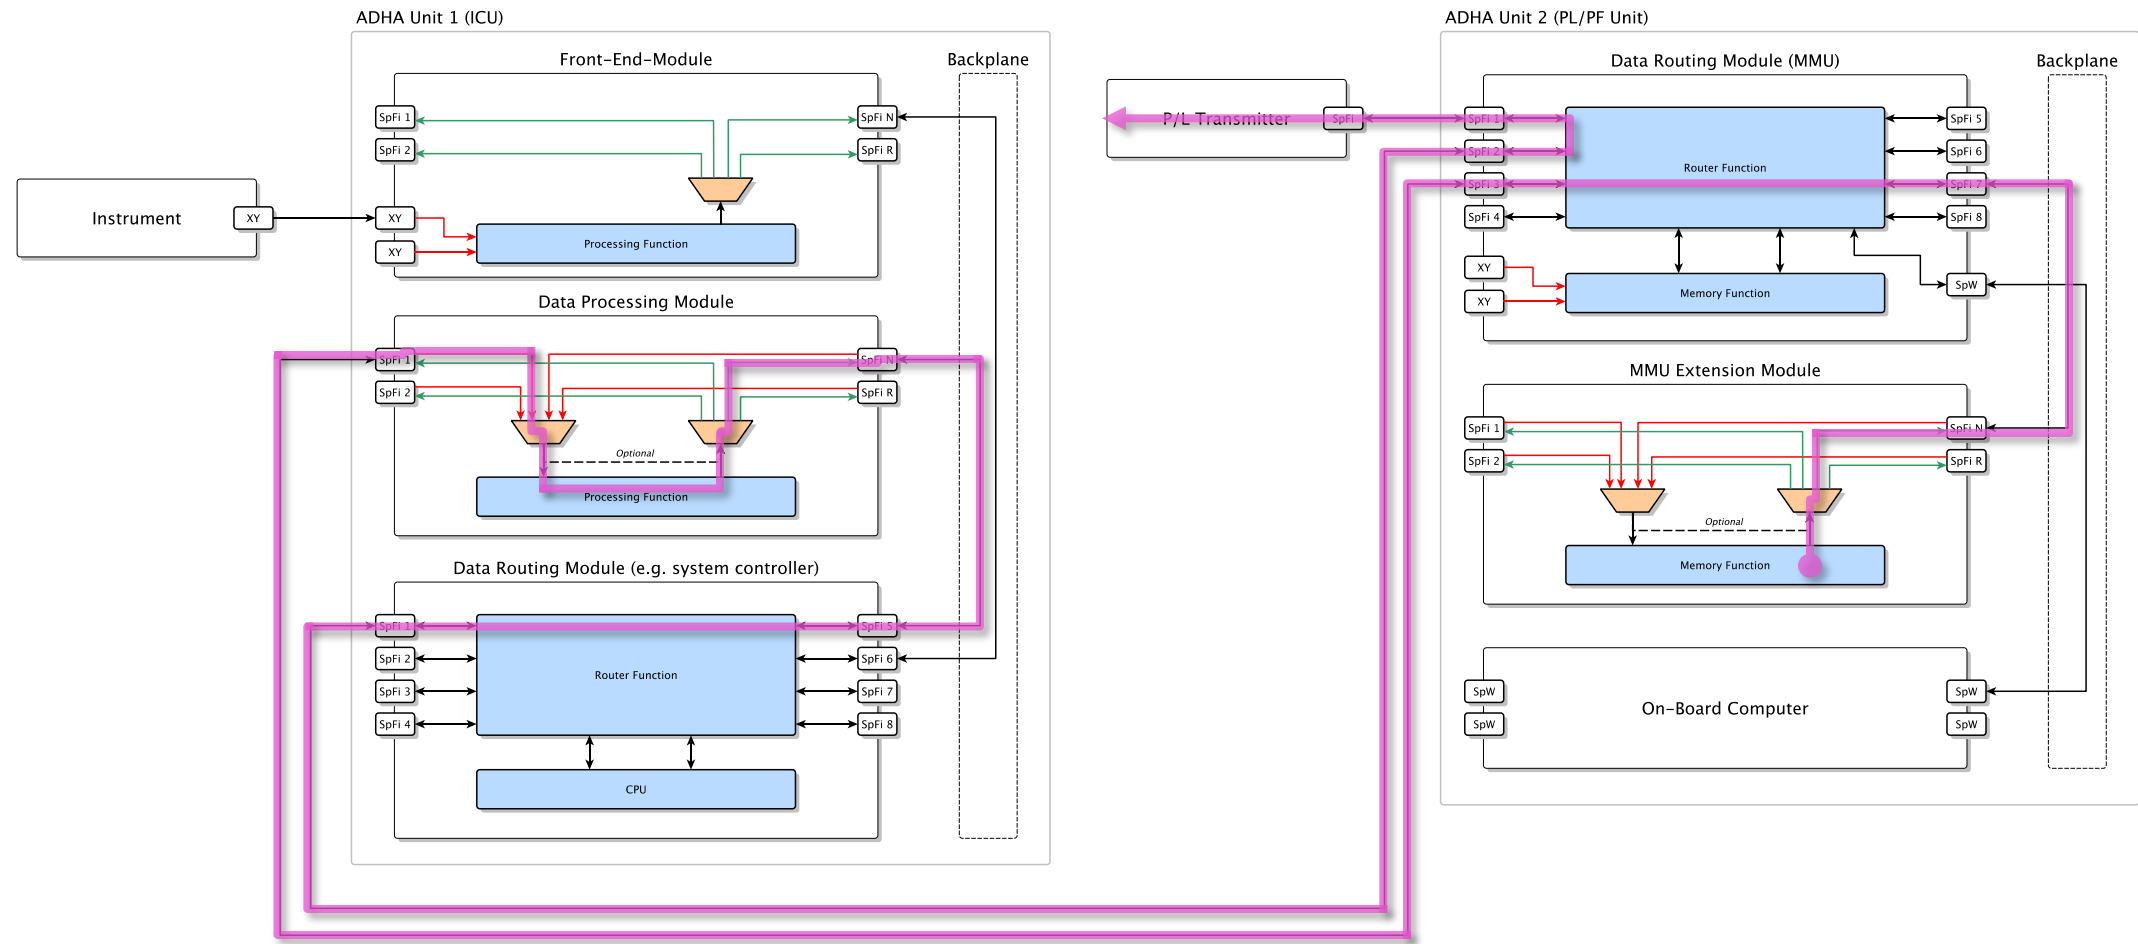 ADHA Unit 1 (ICU)
Front-End-Module
Backplane
SpFi 1
SpFi N
SpFi 2
SpFi R
Instrument
XY
XY
XY
Processing Function
Data Processing Module
SpFi 1
SpFi N
SpFi 2
SpFi R
Optional
Processing Function
Data Routing Module (e.g. system controller)
SpFi 1
SpFi 5
SpFi 2
SpFi 6
Router Function
SpFi 3
SpFi 7
SpFi 4
SpFi 8
CPU
P/L Transmitter
SpFi
ADHA Unit 2 (PL/PF Unit)
Data Routing Module (MMU)
Backplane
SpFi 1
SpFi 5
SpFi 2
SpFi 6
Router Function
SpFi 3
SpFi 7
SpFi 4
SpFi 8
XY
XY
SpW
Memory Function
MMU Extension Module
SpFi 1
SpFi N
SpFi 2
SpFi R
Optional
Memory Function
SpW
SpW
On-Board Computer
SpW
SpW